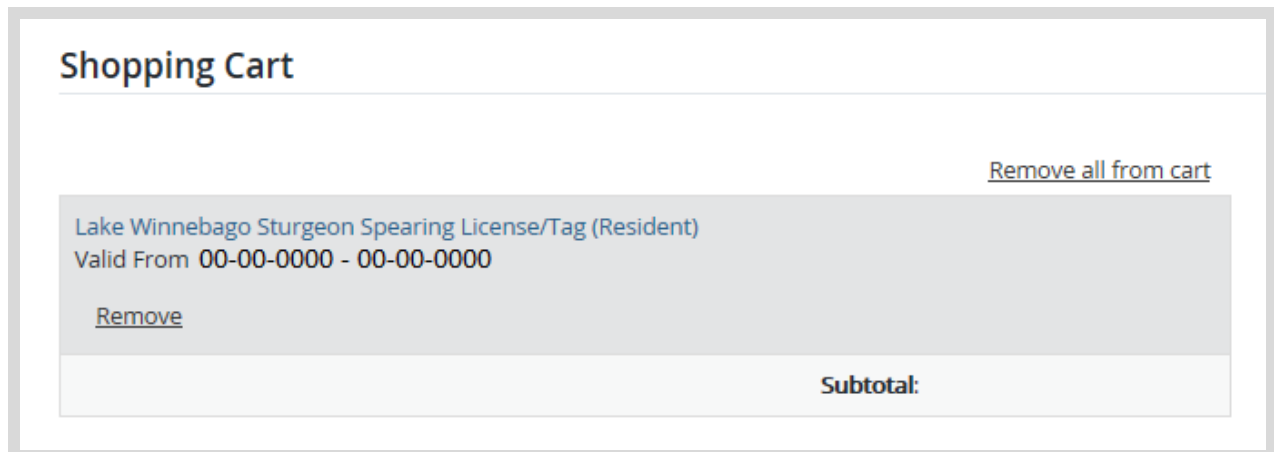 Shopping Cart
Remove all from cart
Lake Winnebago Sturgeon Spearing License/Tag (Resident)
Valid From 00-00-0000 - 00-00-0000
Remove
Subtotal: